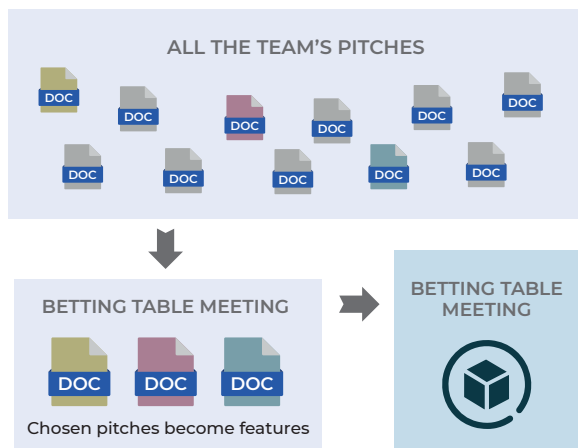 ALL THE TEAM'S PITCHES
DOC
DOC
DOC
DOC
DOC
DOC
DOC
DOC
DOC
DOC
DOC
BETTING TABLE MEETING
DOC
DOC
DOC
Chosen pitches become features
BETTING TABLE
MEETING